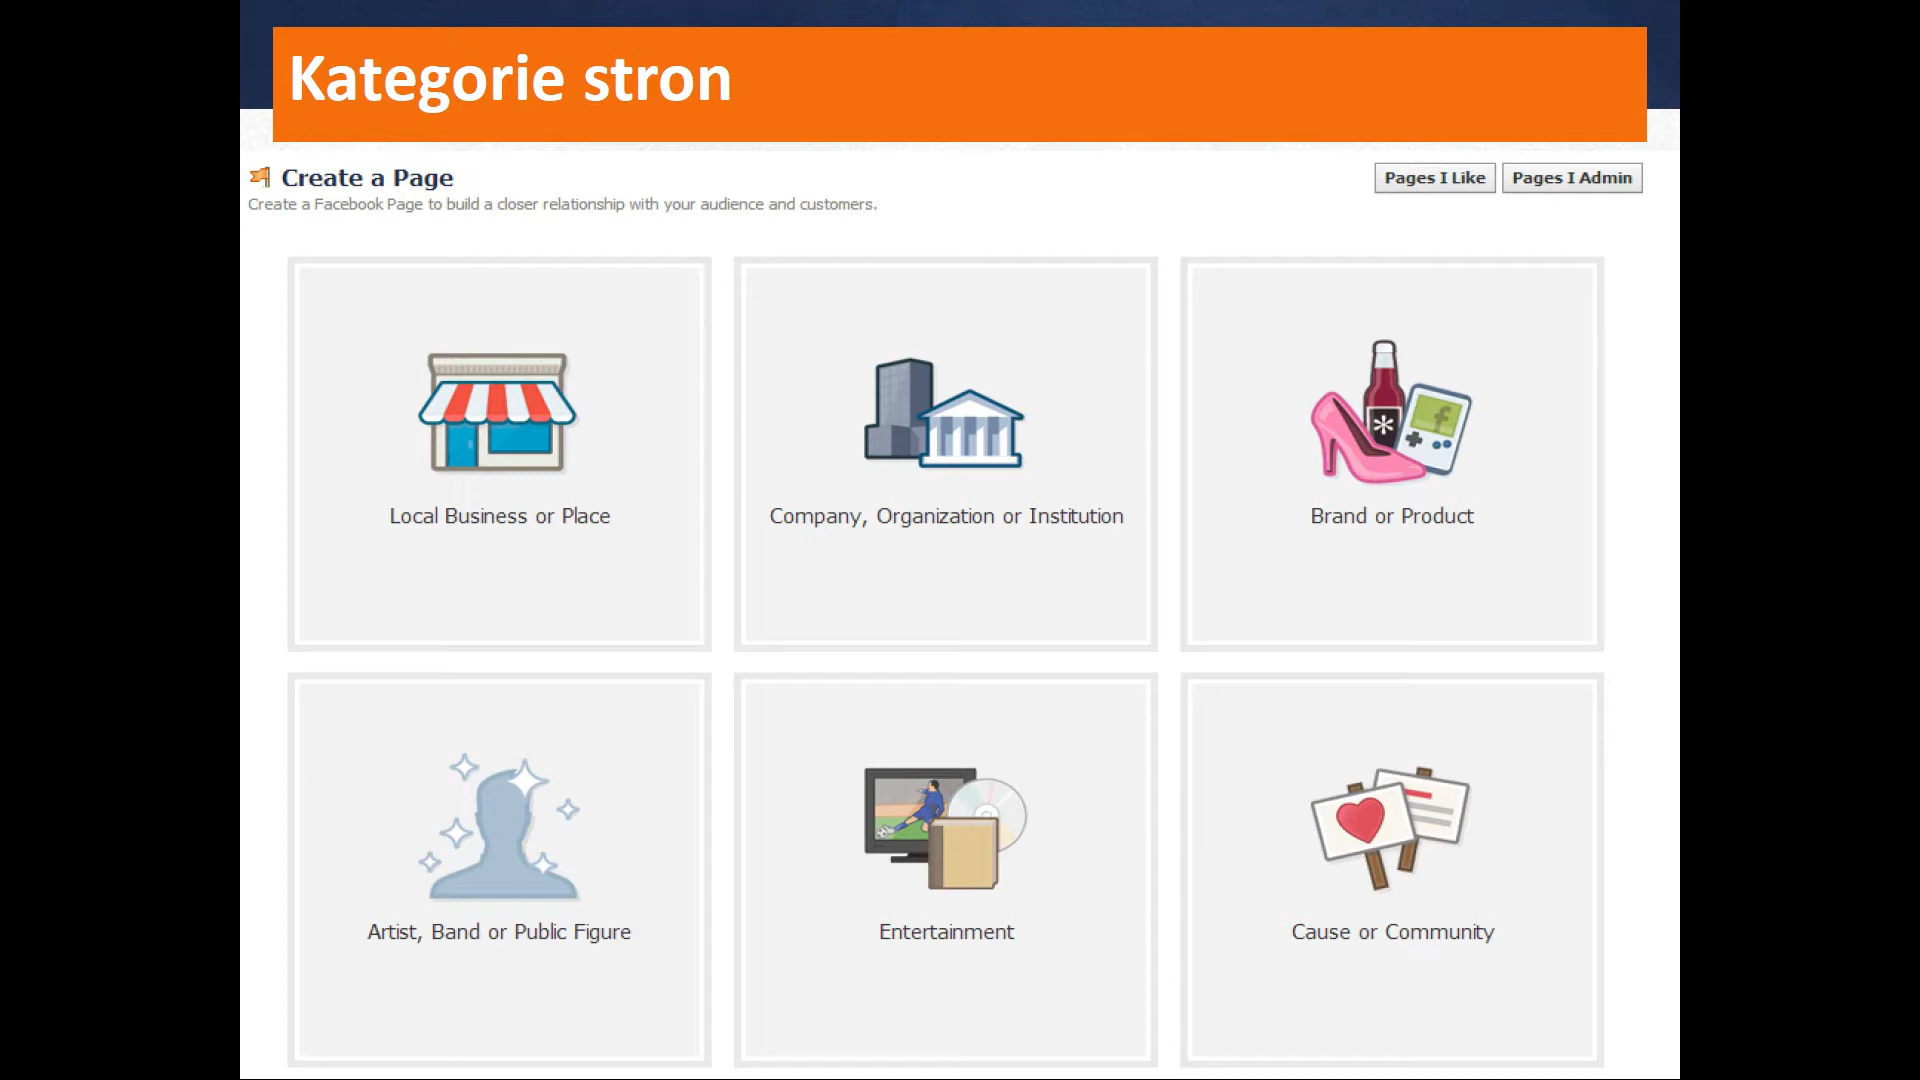 Kategorie stron
Create a Page
Pages I Like
Pages I Admin
Create a Facebook Page to build a closer relationship with your audience and customers.
Local Business or Place
Company, Organization or Institution
Brand or Product
Artist, Band or Public Figure
Entertainment
Cause or Community